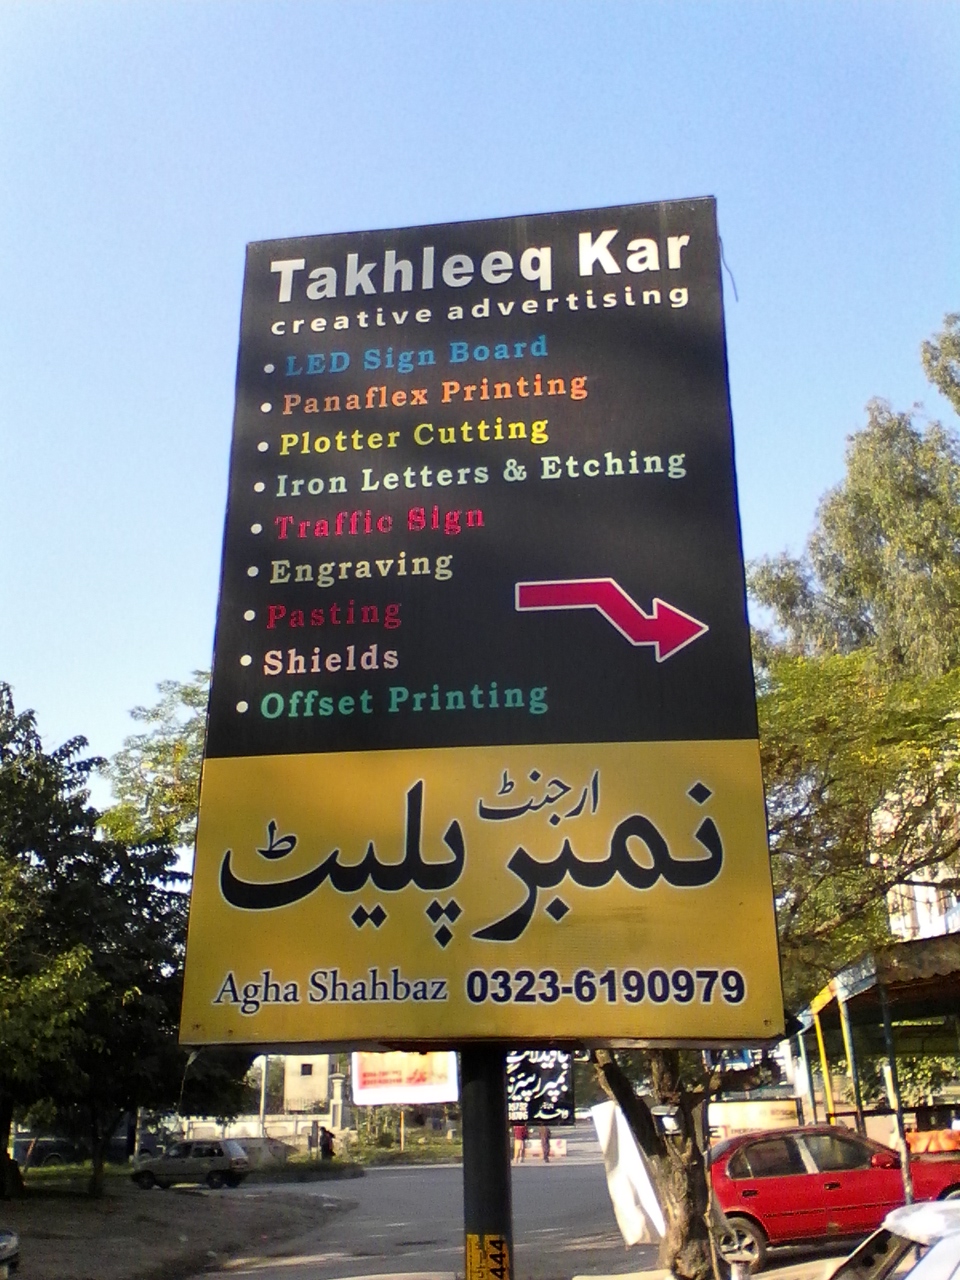 Takhleeq Kar
creative advertising
• LED Sign Board
• Panaflex Printing
• Plotter Cutting
• Iron Letters & Etching
• Traffic Sign
• Engraving
• Pasting
• Shields
• Offset Printing
ارجنٹ
نمبر پلیٹ
Agha Shahbaz 0323-6190979
444